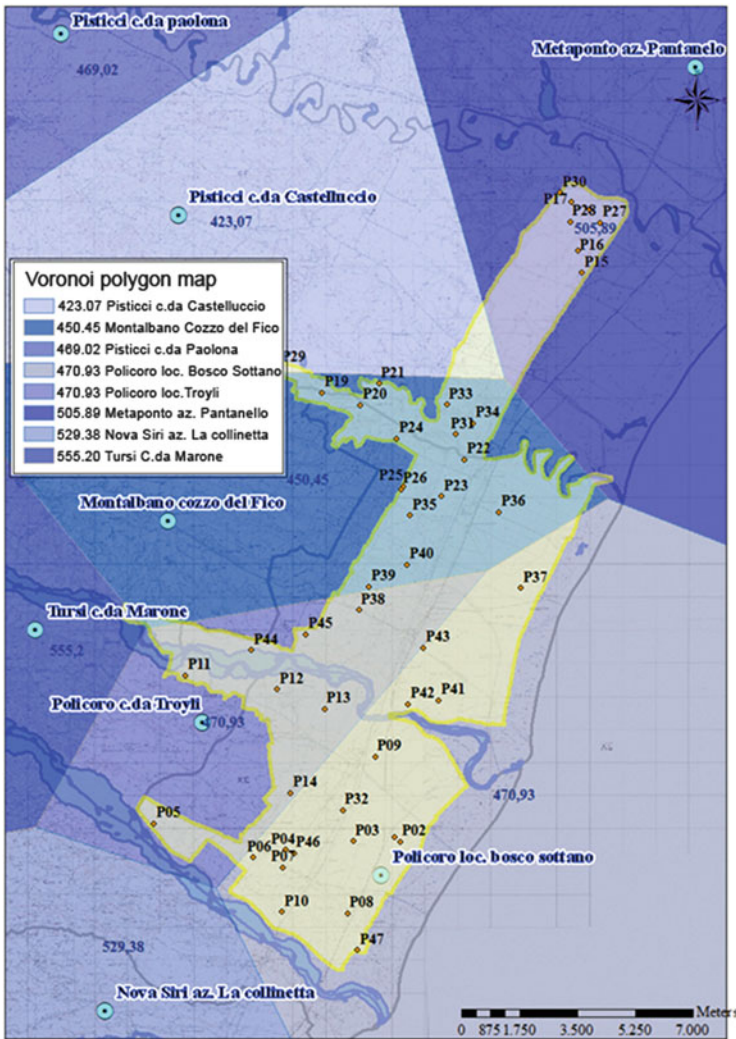 Pisticci c.da paolona
469,02
Metaponto az. Pantanelo
Pisticci c.da Castelluccio
423,07
P30
P17
P28
P27
505,89
P16
P15
Voronoi polygon map
423.07 Pisticci c.da Castelluccio
450.45 Montalbano Cozzo del Fico
469.02 Pisticci c.da Paolona
470.93 Policoro loc. Bosco Sottano
470.93 Policoro loc.Troyli
505.89 Metaponto az. Pantanello
529.38 Nova Siri az. La collinetta
555.20 Tursi C.da Marone
P29
P21
P19
P20
P33
P34
P31
P24
P22
450,45
P25
P26
P23
P35
P36
Montalbano cozzo del Fico
P40
P39
P37
P38
Tursi c.da Marone
555,2
P45
P44
P43
P11
P12
P42
P41
P13
Policoro c.da Troyli
470,93
P09
P14
470,93
P32
P05
P04
P46
P03
P02
P06
P07
Policoro loc. bosco sottano
P10
P08
P47
529,38
Nova Siri az. La collinetta
Meters
0 875 1.750 3.500 5.250 7.000